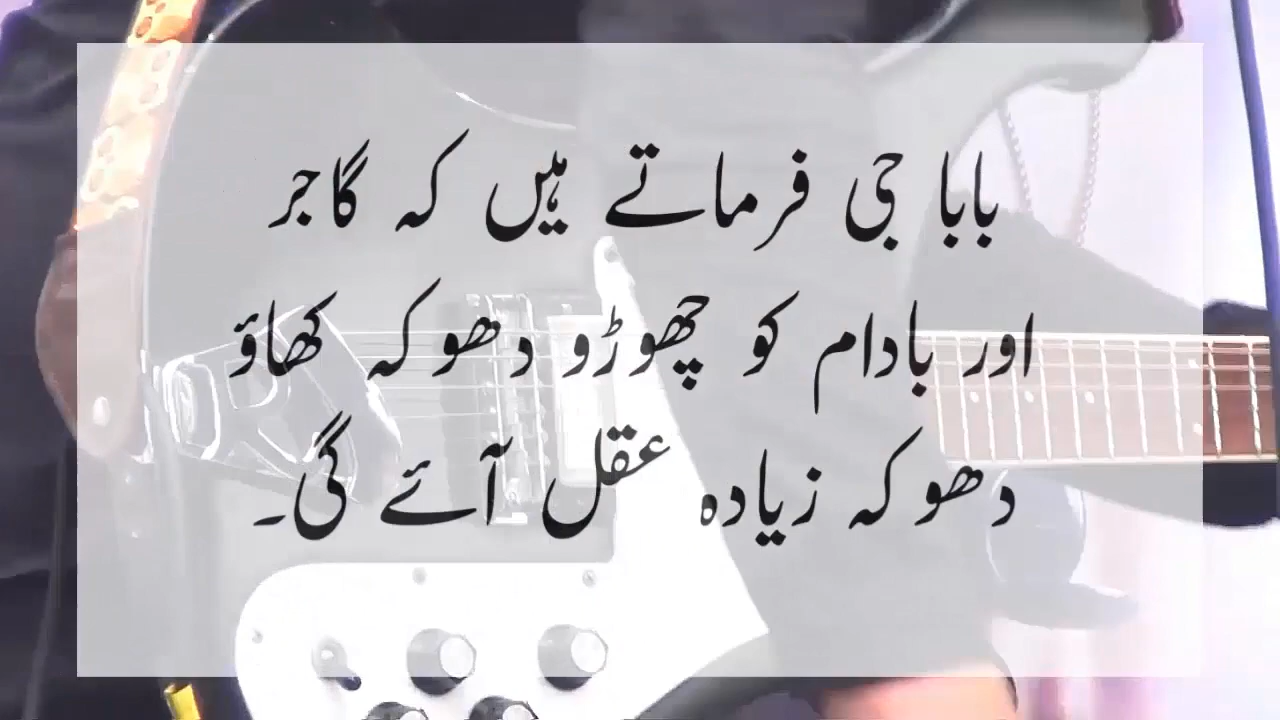 بابا جی فرماتے ہیں کہ گاجر
اور بادام کو چھوڑو دھوکہ کھاؤ
دھوکہ زیادہ عقل آئے گی۔